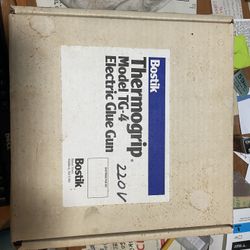 Bostik
Thermogrip
Model TG-4
Electric Glue Gun
220V
Bostik